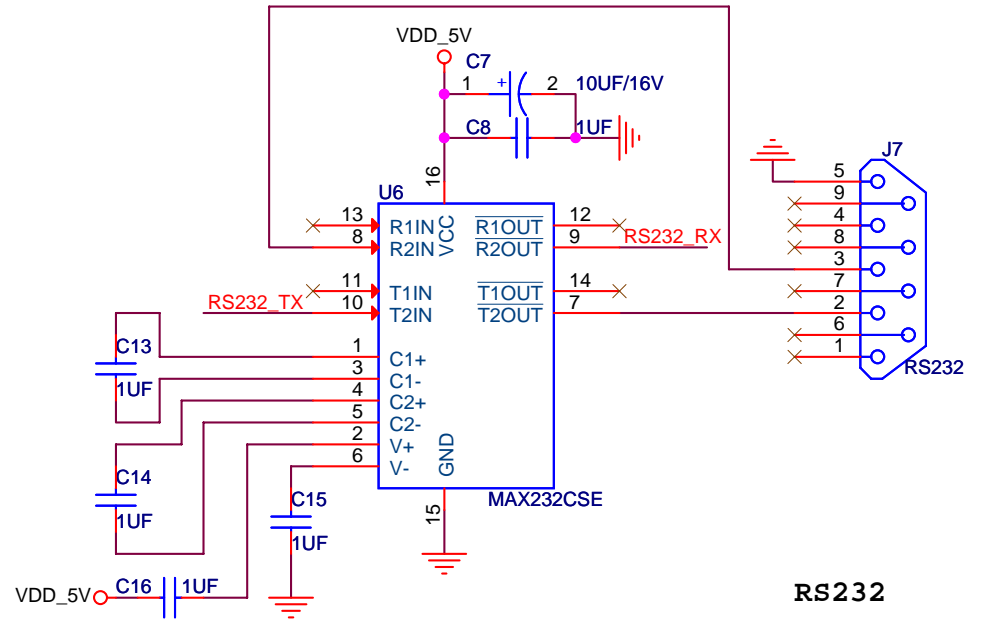 VDD_5V
C7
1 + 2 10UF/16V
C8 1UF
16
J7
U6
5
9
4
8
3
7
2
6
1
RS232
13 R1IN VCC R1OUT 12
8 R2IN R2OUT 9 RS232_RX
11 T1IN T1OUT 14
RS232_TX 10 T2IN T2OUT 7
C13
1UF
1 C1+
3 C1-
4 C2+
5 C2-
2 V+
6 V-
GND
C14
1UF
C15
1UF
15
MAX232CSE
VDD_5V C16 1UF
RS232